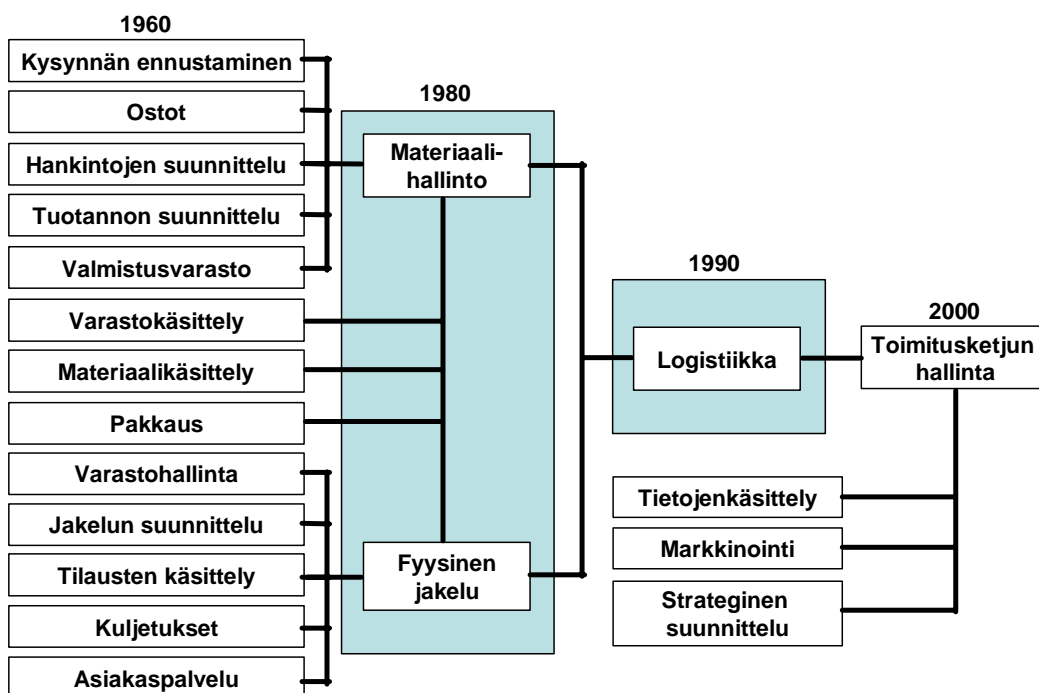 1960
Kysynnän ennustaminen
Ostot
Hankintojen suunnittelu
Tuotannon suunnittelu
Valmistusvarasto
Varastokäsittely
Materiaalikäsittely
Pakkaus
Varastohallinta
Jakelun suunnittelu
Tilausten käsittely
Kuljetukset
Asiakaspalvelu
1980
Materiaali-
hallinto
Fyysinen
jakelu
1990
Logistiikka
2000
Toimitusketjun
hallinta
Tietojenkäsittely
Markkinointi
Strateginen
suunnittelu